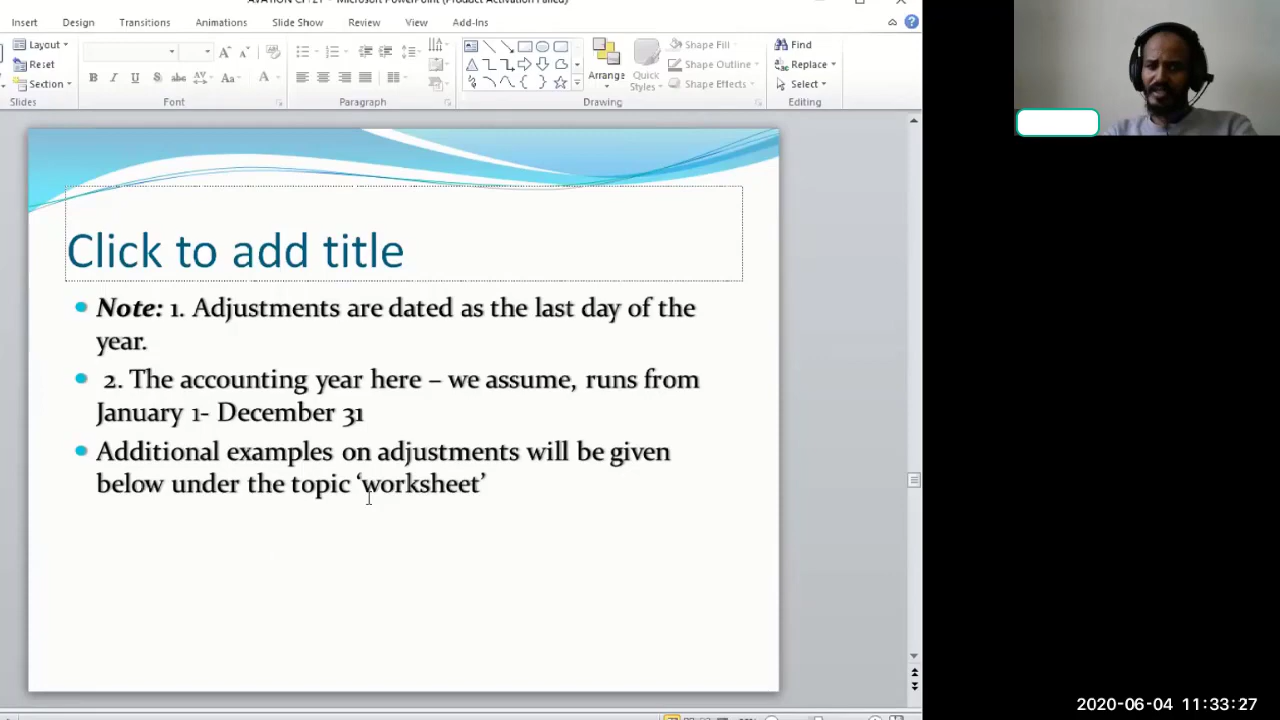 Insert Design Transitions Animations Slide Show Review View Add-Ins
Layout
Reset
Section
Slides
Font
Paragraph
Arrange
Quick
Styles
Shape Fill
Shape Outline
Shape Effects
Drawing
Find
Replace
Select
Editing
Click to add title
Note: 1. Adjustments are dated as the last day of the
year.
2. The accounting year here – we assume, runs from
January 1- December 31
Additional examples on adjustments will be given
below under the topic ‘worksheet’
2020-06-04 11:33:27